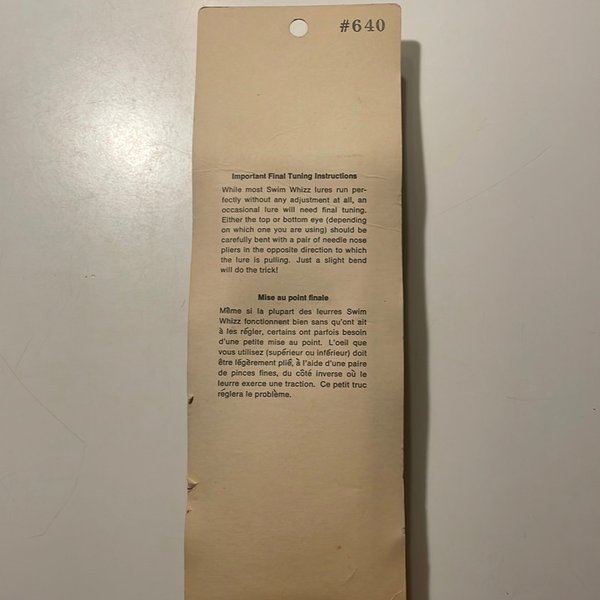 #640
Important Final Tuning Instructions
While most Swim Whizz lures run per-
fectly without any adjustment at all, an
occasional lure will need final tuning.
Either the top or bottom eye (depending
on which one you are using) should be
carefully bent with a pair of needle nose
pliers in the opposite direction to which
the lure is pulling. Just a slight bend
will do the trick!
Mise au point finale
Même si la plupart des leurres Swim
Whizz fonctionnent bien sans qu'ont ait
à les régler, certains ont parfois besoin
d'une petite mise au point. L'oeil que
vous utilisez (supérieur ou inférieur) doit
être légèrement plié, à l'aide d'une paire
de pinces fines, du côté inverse où le
leurre exerce une traction. Ce petit truc
réglera le problème.